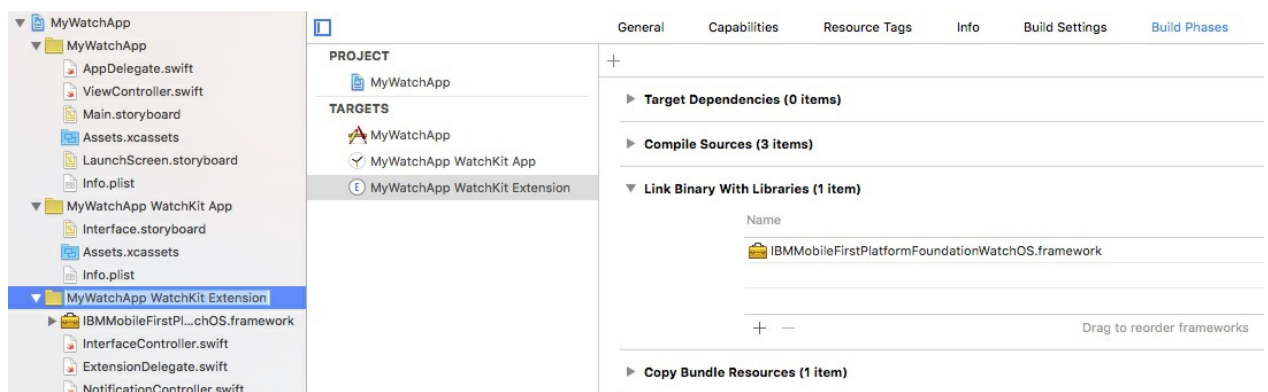 MyWatchApp
MyWatchApp
AppDelegate.swift
ViewController.swift
Main.storyboard
Assets.xcassets
LaunchScreen.storyboard
Info.plist
MyWatchApp WatchKit App
Interface.storyboard
Assets.xcassets
Info.plist
MyWatchApp WatchKit Extension
IBMMobileFirstPl...chOS.framework
InterfaceController.swift
ExtensionDelegate.swift
NotificationController.swift
PROJECT
MyWatchApp
TARGETS
MyWatchApp
MyWatchApp WatchKit App
E MyWatchApp WatchKit Extension
General Capabilities Resource Tags Info Build Settings Build Phases
+
Target Dependencies (0 items)
Compile Sources (3 items)
Link Binary With Libraries (1 item)
Name
IBMMobileFirstPlatformFoundationWatchOS.framework
+ − Drag to reorder frameworks
Copy Bundle Resources (1 item)